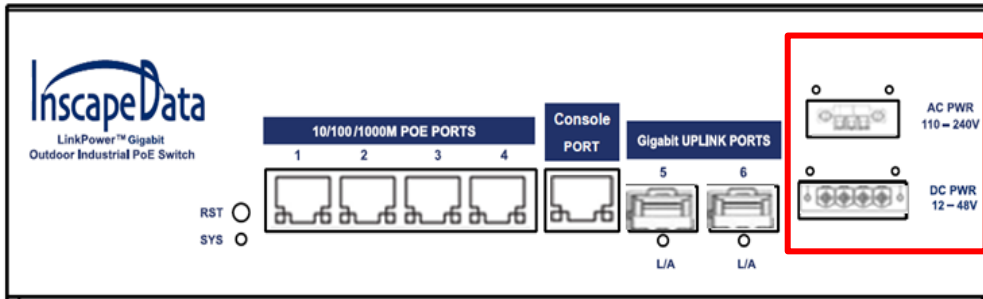 InscapeData
LinkPower™ Gigabit
Outdoor Industrial PoE Switch
RST
SYS
10/100/1000M POE PORTS
1 2 3 4
Console
PORT
Gigabit UPLINK PORTS
5 6
L/A L/A
AC PWR
110 – 240V
DC PWR
12 – 48V